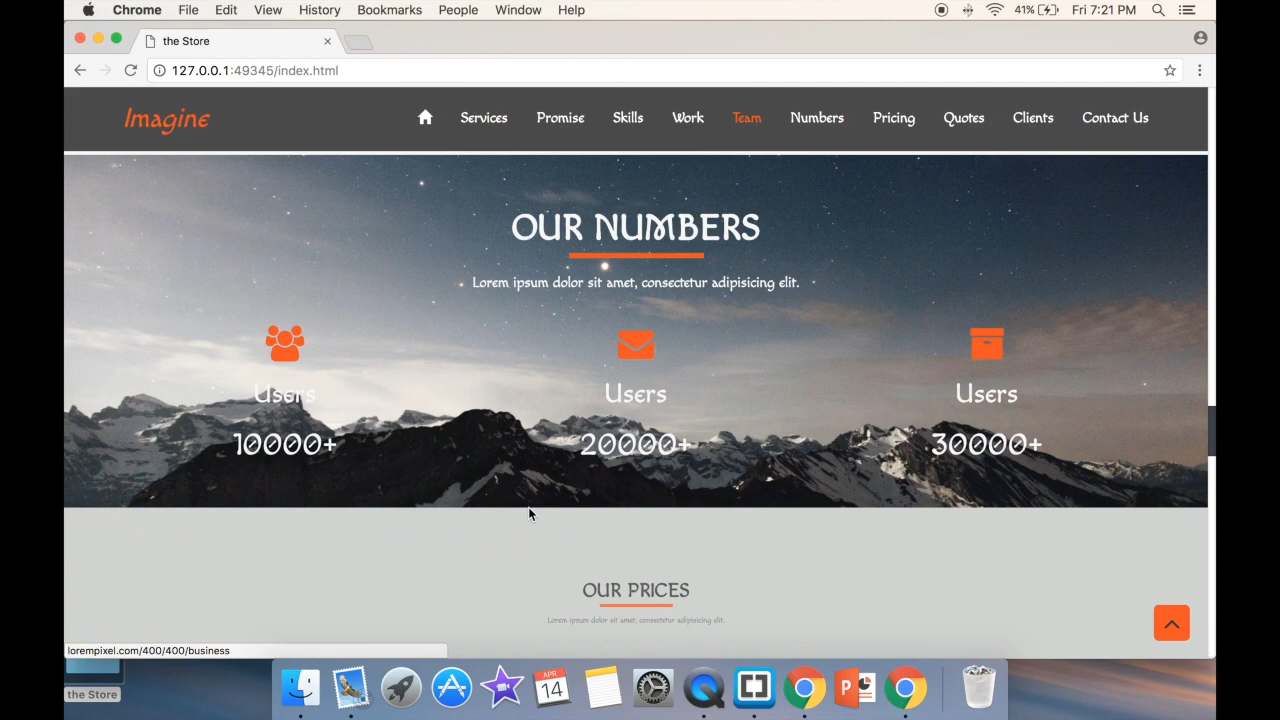 Chrome File Edit View History Bookmarks People Window Help 41% Fri 7:21 PM
the Store
127.0.0.1:49345/index.html
Imagine Services Promise Skills Work Team Numbers Pricing Quotes Clients Contact Us
OUR NUMBERS
Lorem ipsum dolor sit amet, consectetur adipisicing elit.
Users Users Users
10000+ 20000+ 30000+
OUR PRICES
Lorem ipsum dolor sit amet, consectetur adipisicing elit.
lorempixel.com/400/400/business
the Store
APR
14
P